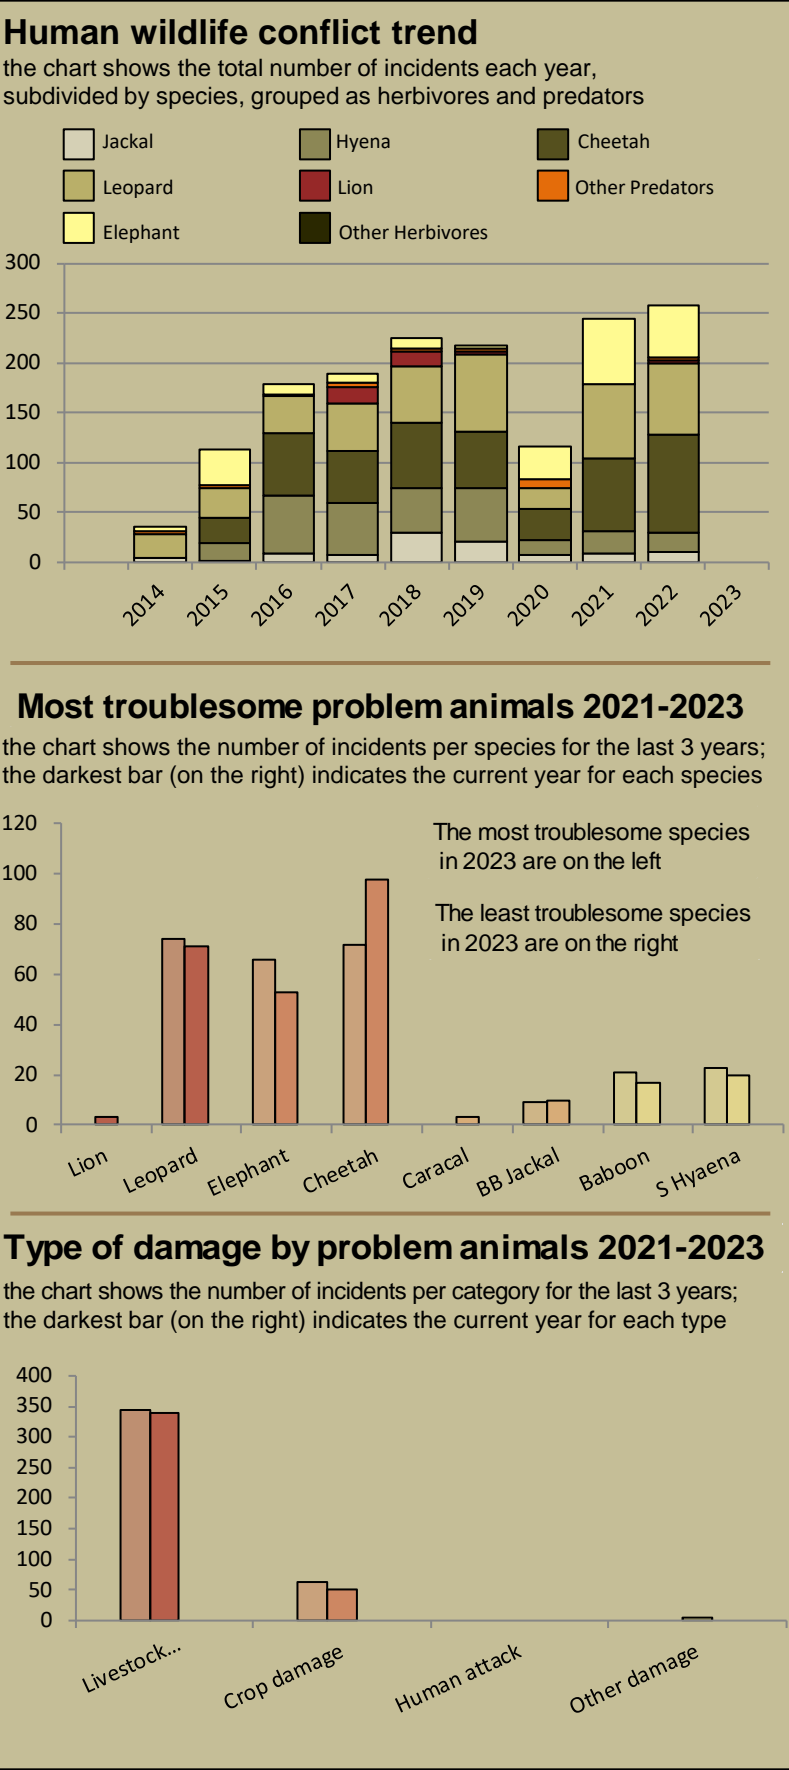 Human wildlife conflict trend
the chart shows the total number of incidents each year,
subdivided by species, grouped as herbivores and predators
Jackal
Hyena
Cheetah
Leopard
Lion
Other Predators
Elephant
Other Herbivores
300
250
200
150
100
50
0
2014
2015
2016
2017
2018
2019
2020
2021
2022
2023
Most troublesome problem animals 2021-2023
the chart shows the number of incidents per species for the last 3 years;
the darkest bar (on the right) indicates the current year for each species
The most troublesome species
in 2023 are on the left
The least troublesome species
in 2023 are on the right
120
100
80
60
40
20
0
Lion
Leopard
Elephant
Cheetah
Caracal
BB Jackal
Baboon
S Hyaena
Type of damage by problem animals 2021-2023
the chart shows the number of incidents per category for the last 3 years;
the darkest bar (on the right) indicates the current year for each type
400
350
300
250
200
150
100
50
0
Livestock...
Crop damage
Human attack
Other damage